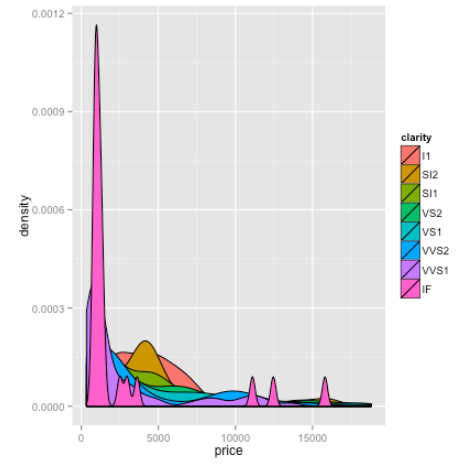 0.0012
0.0009
0.0006
0.0003
0.0000
density
0 5000 10000 15000
price
clarity
I1
SI2
SI1
VS2
VS1
VVS2
VVS1
IF